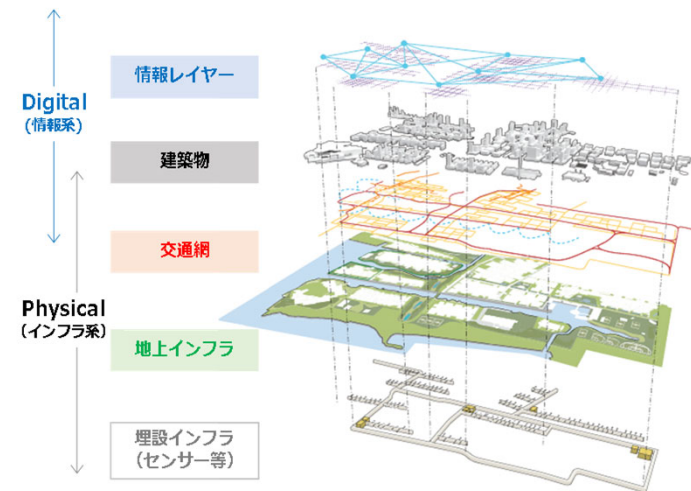 情報レイヤー
Digital
(情報系)
建築物
交通網
Physical
(インフラ系)
地上インフラ
埋設インフラ
(センサー等)